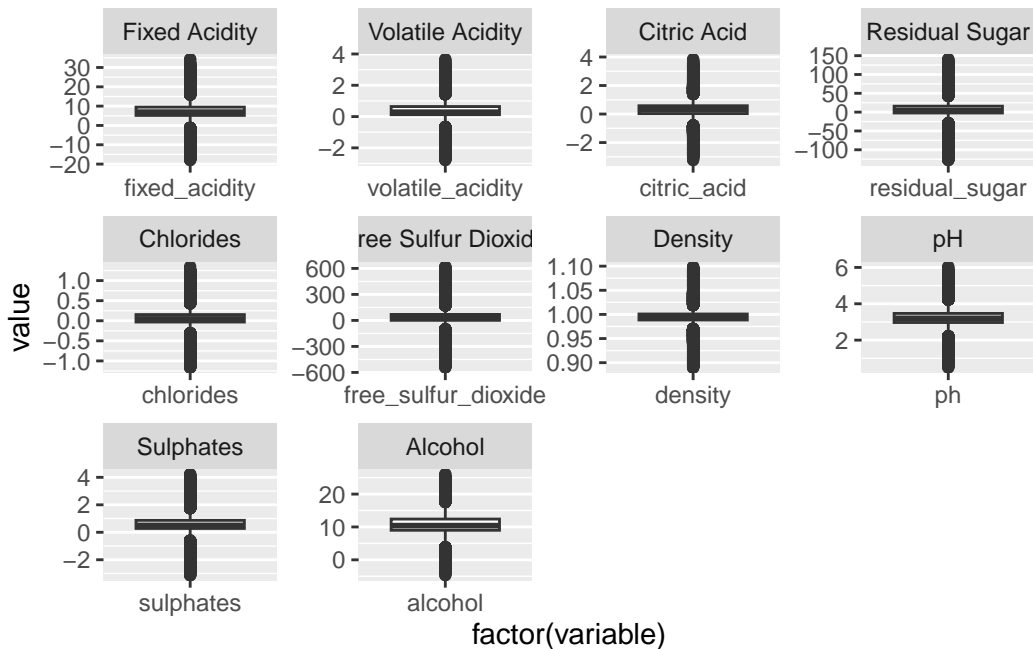 Fixed Acidity
Volatile Acidity
Citric Acid
Residual Sugar
30
20
10
0
−10
−20
fixed_acidity
4
2
0
−2
volatile_acidity
4
2
0
−2
citric_acid
150
100
50
0
−50
−100
residual_sugar
Chlorides
ree Sulfur Dioxid
Density
pH
1.0
0.5
0.0
−0.5
−1.0
chlorides
600
300
0
−300
−600
free_sulfur_dioxide
1.10
1.05
1.00
0.95
0.90
density
6
4
2
ph
value
Sulphates
Alcohol
4
2
0
−2
sulphates
20
10
0
alcohol
factor(variable)